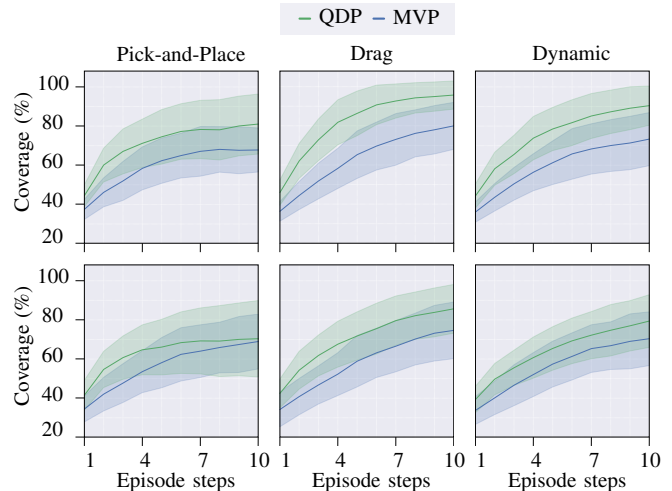 QDP MVP
Pick-and-Place Drag Dynamic
Coverage (%)
100
80
60
40
20
Coverage (%)
100
80
60
40
20
1 4 7 10 1 4 7 10 1 4 7 10
Episode steps Episode steps Episode steps